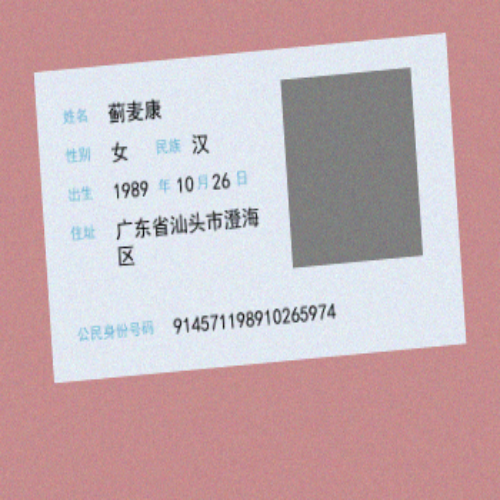 姓名 蓟麦康
性别 女 民族 汉
出生 1989 年 10 月 26 日
住址 广东省汕头市澄海
区
公民身份号码 914571198910265974